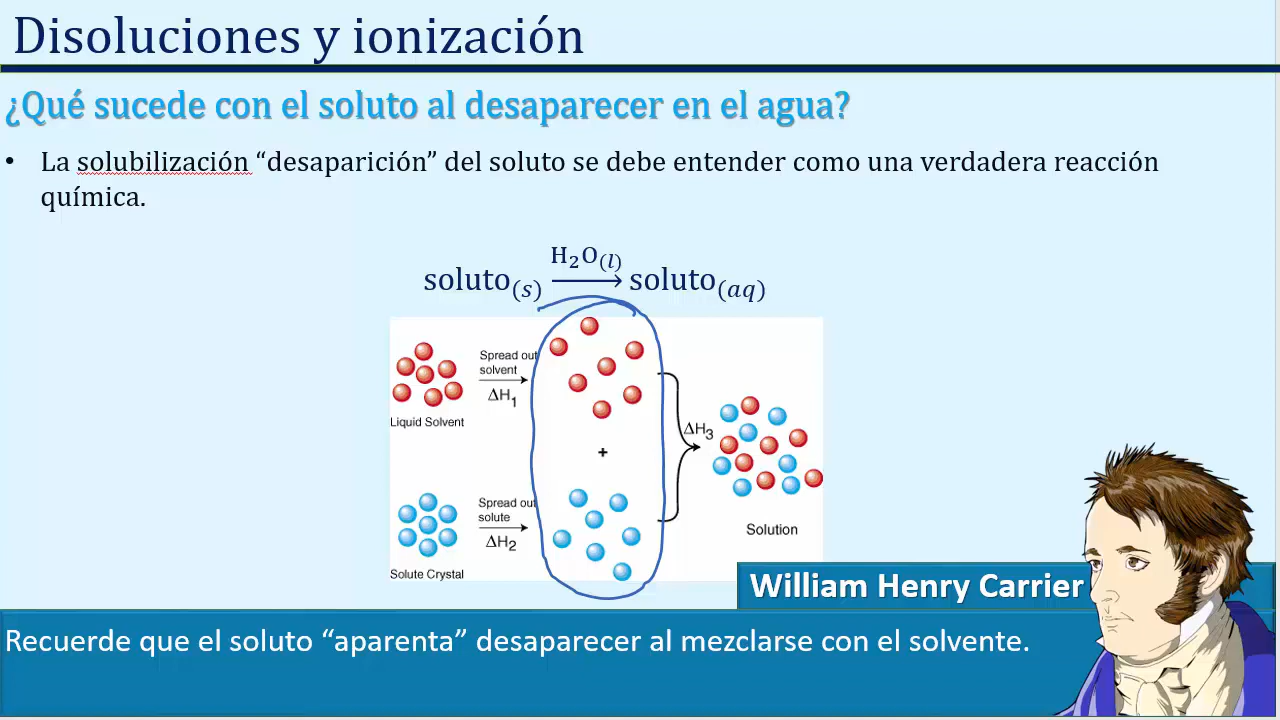 Disoluciones y ionización
¿Qué sucede con el soluto al desaparecer en el agua?
• La solubilización “desaparición” del soluto se debe entender como una verdadera reacción
química.
H₂O(l)
soluto(s) ⟶ soluto(aq)
Spread out
solvent
ΔH₁
Liquid Solvent
+
ΔH₃
Spread out
solute
ΔH₂
Solute Crystal
Solution
William Henry Carrier
Recuerde que el soluto “aparenta” desaparecer al mezclarse con el solvente.